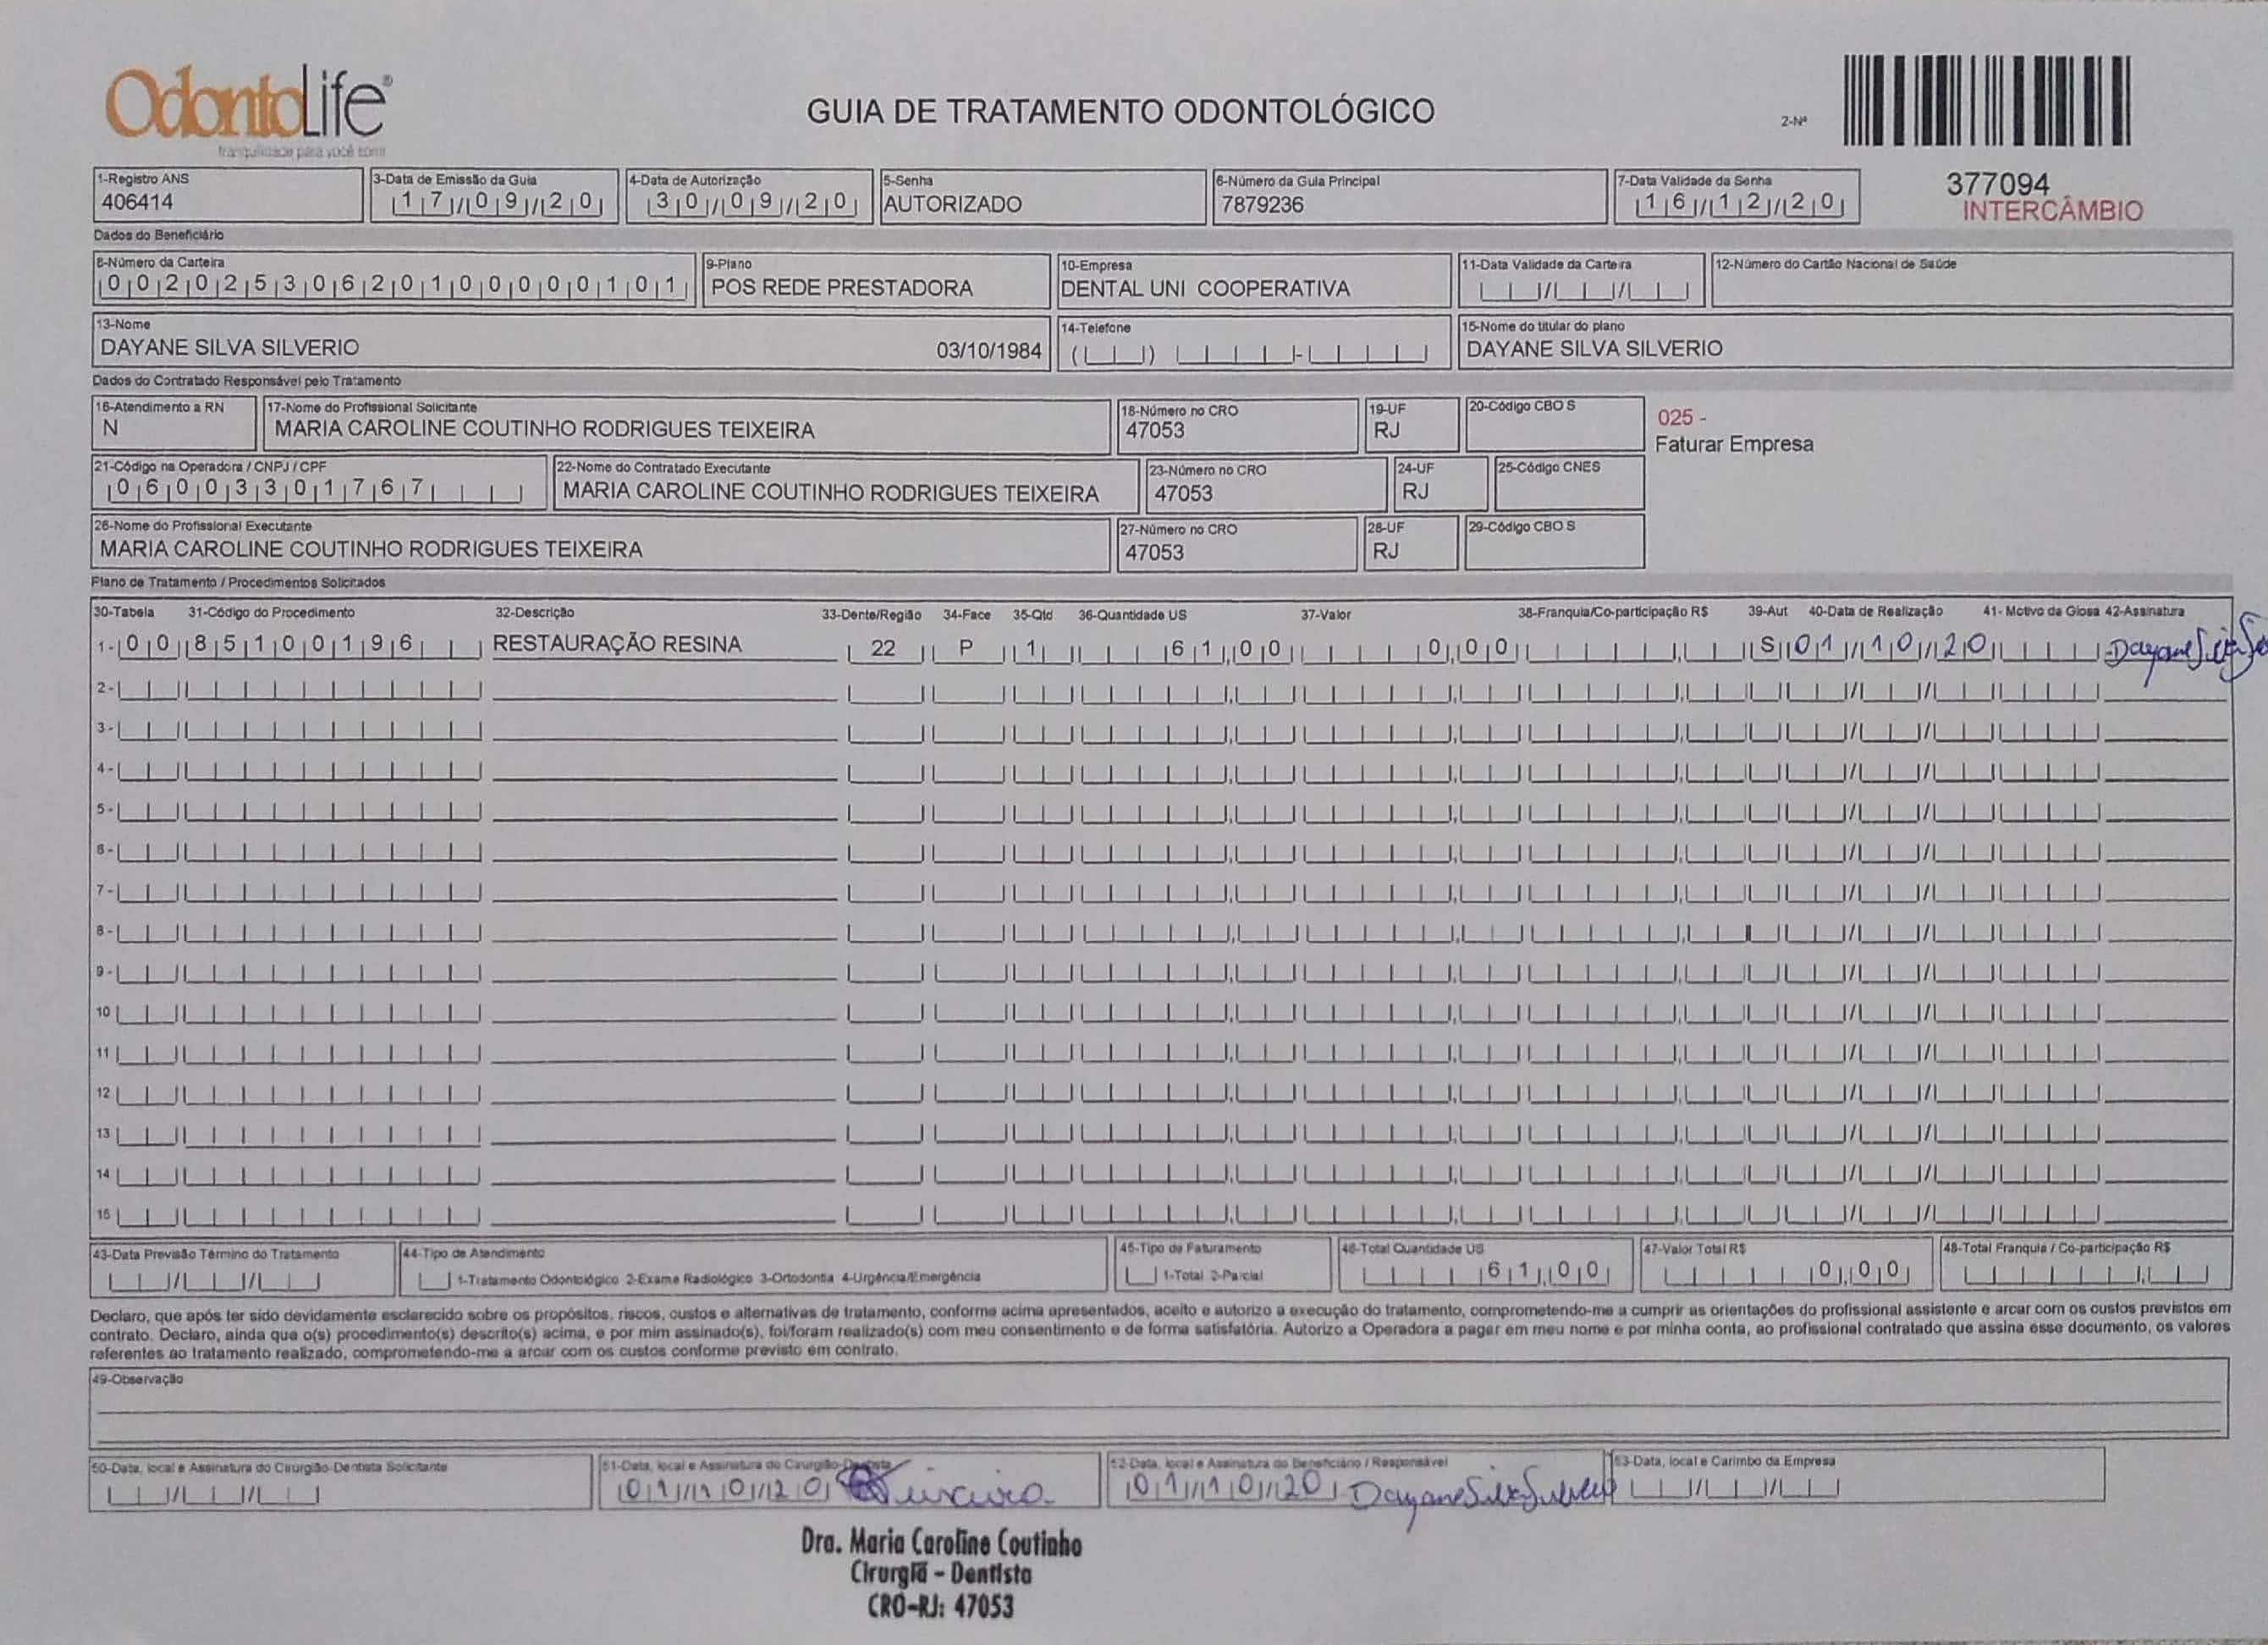 OdontoLife®
tranquilidade para você sorrir
GUIA DE TRATAMENTO ODONTOLÓGICO
2-Nº
377094
INTERCÂMBIO
1-Registro ANS
406414
3-Data de Emissão da Guia
17/09/20
4-Data de Autorização
30/09/20
5-Senha
AUTORIZADO
6-Número da Guia Principal
7879236
7-Data Validade da Senha
16/12/20
Dados do Beneficiário
8-Número da Carteira
00202530620100000101
9-Plano
POS REDE PRESTADORA
10-Empresa
DENTAL UNI COOPERATIVA
11-Data Validade da Carteira
12-Número do Cartão Nacional de Saúde
13-Nome
DAYANE SILVA SILVERIO 03/10/1984
14-Telefone
15-Nome do titular do plano
DAYANE SILVA SILVERIO
Dados do Contratado Responsável pelo Tratamento
16-Atendimento a RN
N
17-Nome do Profissional Solicitante
MARIA CAROLINE COUTINHO RODRIGUES TEIXEIRA
18-Número no CRO
47053
19-UF
RJ
20-Código CBO S
025 -
Faturar Empresa
21-Código na Operadora / CNPJ / CPF
06003301767
22-Nome do Contratado Executante
MARIA CAROLINE COUTINHO RODRIGUES TEIXEIRA
23-Número no CRO
47053
24-UF
RJ
25-Código CNES
26-Nome do Profissional Executante
MARIA CAROLINE COUTINHO RODRIGUES TEIXEIRA
27-Número no CRO
47053
28-UF
RJ
29-Código CBO S
Plano de Tratamento / Procedimentos Solicitados
30-Tabela 31-Código do Procedimento 32-Descrição 33-Dente/Região 34-Face 35-Qtd 36-Quantidade US 37-Valor 38-Franquia/Co-participação R$ 39-Aut 40-Data de Realização 41- Motivo da Glosa 42-Assinatura
1- 00 85100196 RESTAURAÇÃO RESINA 22 P 1 61,00 0,00 S 01/10/20 Dayane
2-
3-
4-
5-
6-
7-
8-
9-
10
11
12
13
14
15
43-Data Previsão Término do Tratamento
44-Tipo de Atendimento
1-Tratamento Odontológico 2-Exame Radiológico 3-Ortodontia 4-Urgência/Emergência
45-Tipo de Faturamento
1-Total 2-Parcial
46-Total Quantidade US
61,00
47-Valor Total R$
0,00
48-Total Franquia / Co-participação R$
Declaro, que após ter sido devidamente esclarecido sobre os propósitos, riscos, custos e alternativas de tratamento, conforme acima apresentados, aceito e autorizo a execução do tratamento, comprometendo-me a cumprir as orientações do profissional assistente e arcar com os custos previstos em
contrato. Declaro, ainda que o(s) procedimento(s) descrito(s) acima, e por mim assinado(s), foi/foram realizado(s) com meu consentimento e de forma satisfatória. Autorizo a Operadora a pagar em meu nome e por minha conta, ao profissional contratado que assina esse documento, os valores
referentes ao tratamento realizado, comprometendo-me a arcar com os custos conforme previsto em contrato.
49-Observação
50-Data, local e Assinatura do Cirurgião-Dentista Solicitante
51-Data, local e Assinatura do Cirurgião-Dentista
01/10/20
52-Data, local e Assinatura do Beneficiário / Responsável
01/10/20 Dayane Silva Silverio
53-Data, local e Carimbo da Empresa
Dra. Maria Caroline Coutinho
Cirurgiã - Dentista
CRO-RJ: 47053